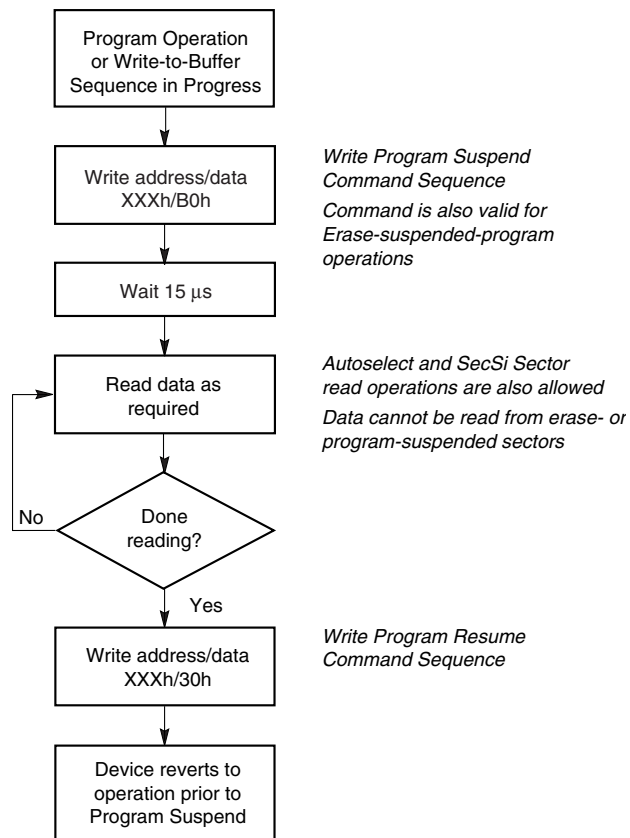 Program Operation
or Write-to-Buffer
Sequence in Progress
Write address/data
XXXh/B0h
Write Program Suspend
Command Sequence
Command is also valid for
Erase-suspended-program
operations
Wait 15 μs
Read data as
required
Autoselect and SecSi Sector
read operations are also allowed
Data cannot be read from erase- or
program-suspended sectors
No
Done
reading?
Yes
Write address/data
XXXh/30h
Write Program Resume
Command Sequence
Device reverts to
operation prior to
Program Suspend